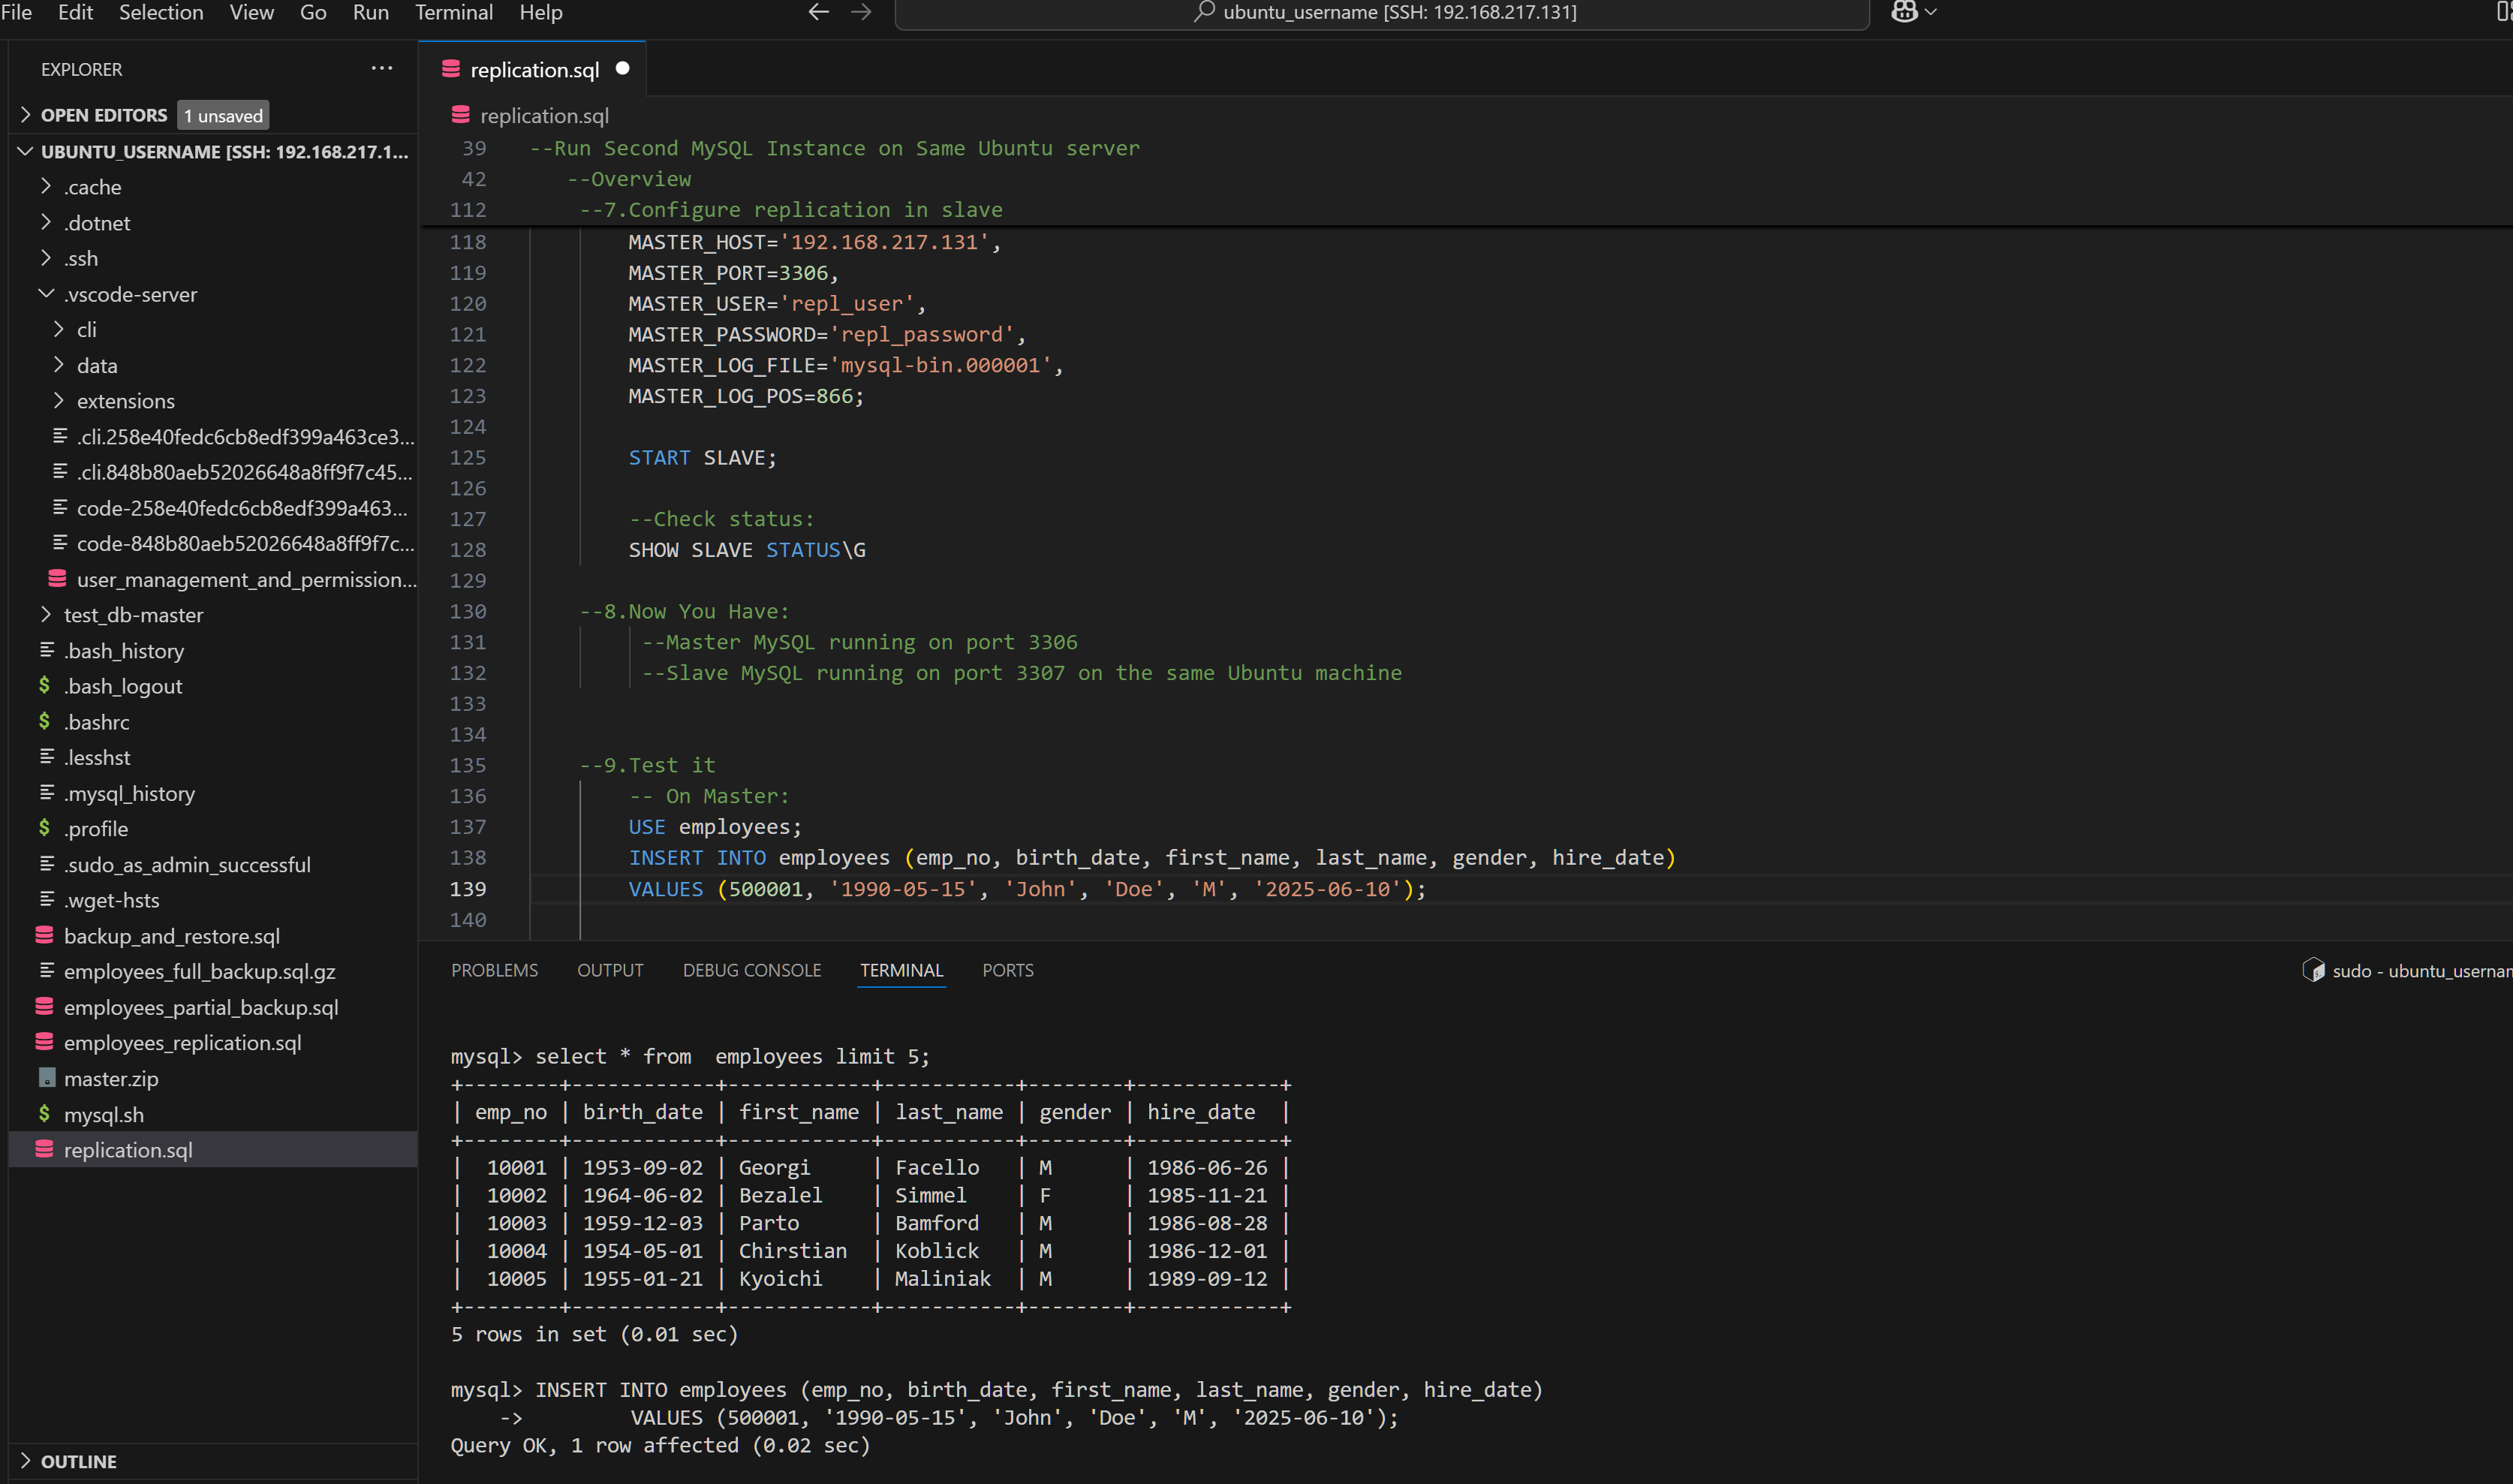 File Edit Selection View Go Run Terminal Help
ubuntu_username [SSH: 192.168.217.131]
EXPLORER
OPEN EDITORS 1 unsaved
UBUNTU_USERNAME [SSH: 192.168.217.1...
.cache
.dotnet
.ssh
.vscode-server
cli
data
extensions
.cli.258e40fedc6cb8edf399a463ce3...
.cli.848b80aeb52026648a8ff9f7c45...
code-258e40fedc6cb8edf399a463...
code-848b80aeb52026648a8ff9f7c...
user_management_and_permission...
test_db-master
.bash_history
.bash_logout
.bashrc
.lesshst
.mysql_history
.profile
.sudo_as_admin_successful
.wget-hsts
backup_and_restore.sql
employees_full_backup.sql.gz
employees_partial_backup.sql
employees_replication.sql
master.zip
mysql.sh
replication.sql
OUTLINE
replication.sql
replication.sql
39 --Run Second MySQL Instance on Same Ubuntu server
42 --Overview
112 --7.Configure replication in slave
118 MASTER_HOST='192.168.217.131',
119 MASTER_PORT=3306,
120 MASTER_USER='repl_user',
121 MASTER_PASSWORD='repl_password',
122 MASTER_LOG_FILE='mysql-bin.000001',
123 MASTER_LOG_POS=866;
124
125 START SLAVE;
126
127 --Check status:
128 SHOW SLAVE STATUS\G
129
130 --8.Now You Have:
131 --Master MySQL running on port 3306
132 --Slave MySQL running on port 3307 on the same Ubuntu machine
133
134
135 --9.Test it
136 -- On Master:
137 USE employees;
138 INSERT INTO employees (emp_no, birth_date, first_name, last_name, gender, hire_date)
139 VALUES (500001, '1990-05-15', 'John', 'Doe', 'M', '2025-06-10');
140
PROBLEMS OUTPUT DEBUG CONSOLE TERMINAL PORTS
sudo - ubuntu_usernam
mysql> select * from  employees limit 5;
+--------+------------+------------+-----------+--------+------------+
| emp_no | birth_date | first_name | last_name | gender | hire_date  |
+--------+------------+------------+-----------+--------+------------+
|  10001 | 1953-09-02 | Georgi     | Facello   | M      | 1986-06-26 |
|  10002 | 1964-06-02 | Bezalel    | Simmel    | F      | 1985-11-21 |
|  10003 | 1959-12-03 | Parto      | Bamford   | M      | 1986-08-28 |
|  10004 | 1954-05-01 | Chirstian  | Koblick   | M      | 1986-12-01 |
|  10005 | 1955-01-21 | Kyoichi    | Maliniak  | M      | 1989-09-12 |
+--------+------------+------------+-----------+--------+------------+
5 rows in set (0.01 sec)
mysql> INSERT INTO employees (emp_no, birth_date, first_name, last_name, gender, hire_date)
    ->         VALUES (500001, '1990-05-15', 'John', 'Doe', 'M', '2025-06-10');
Query OK, 1 row affected (0.02 sec)